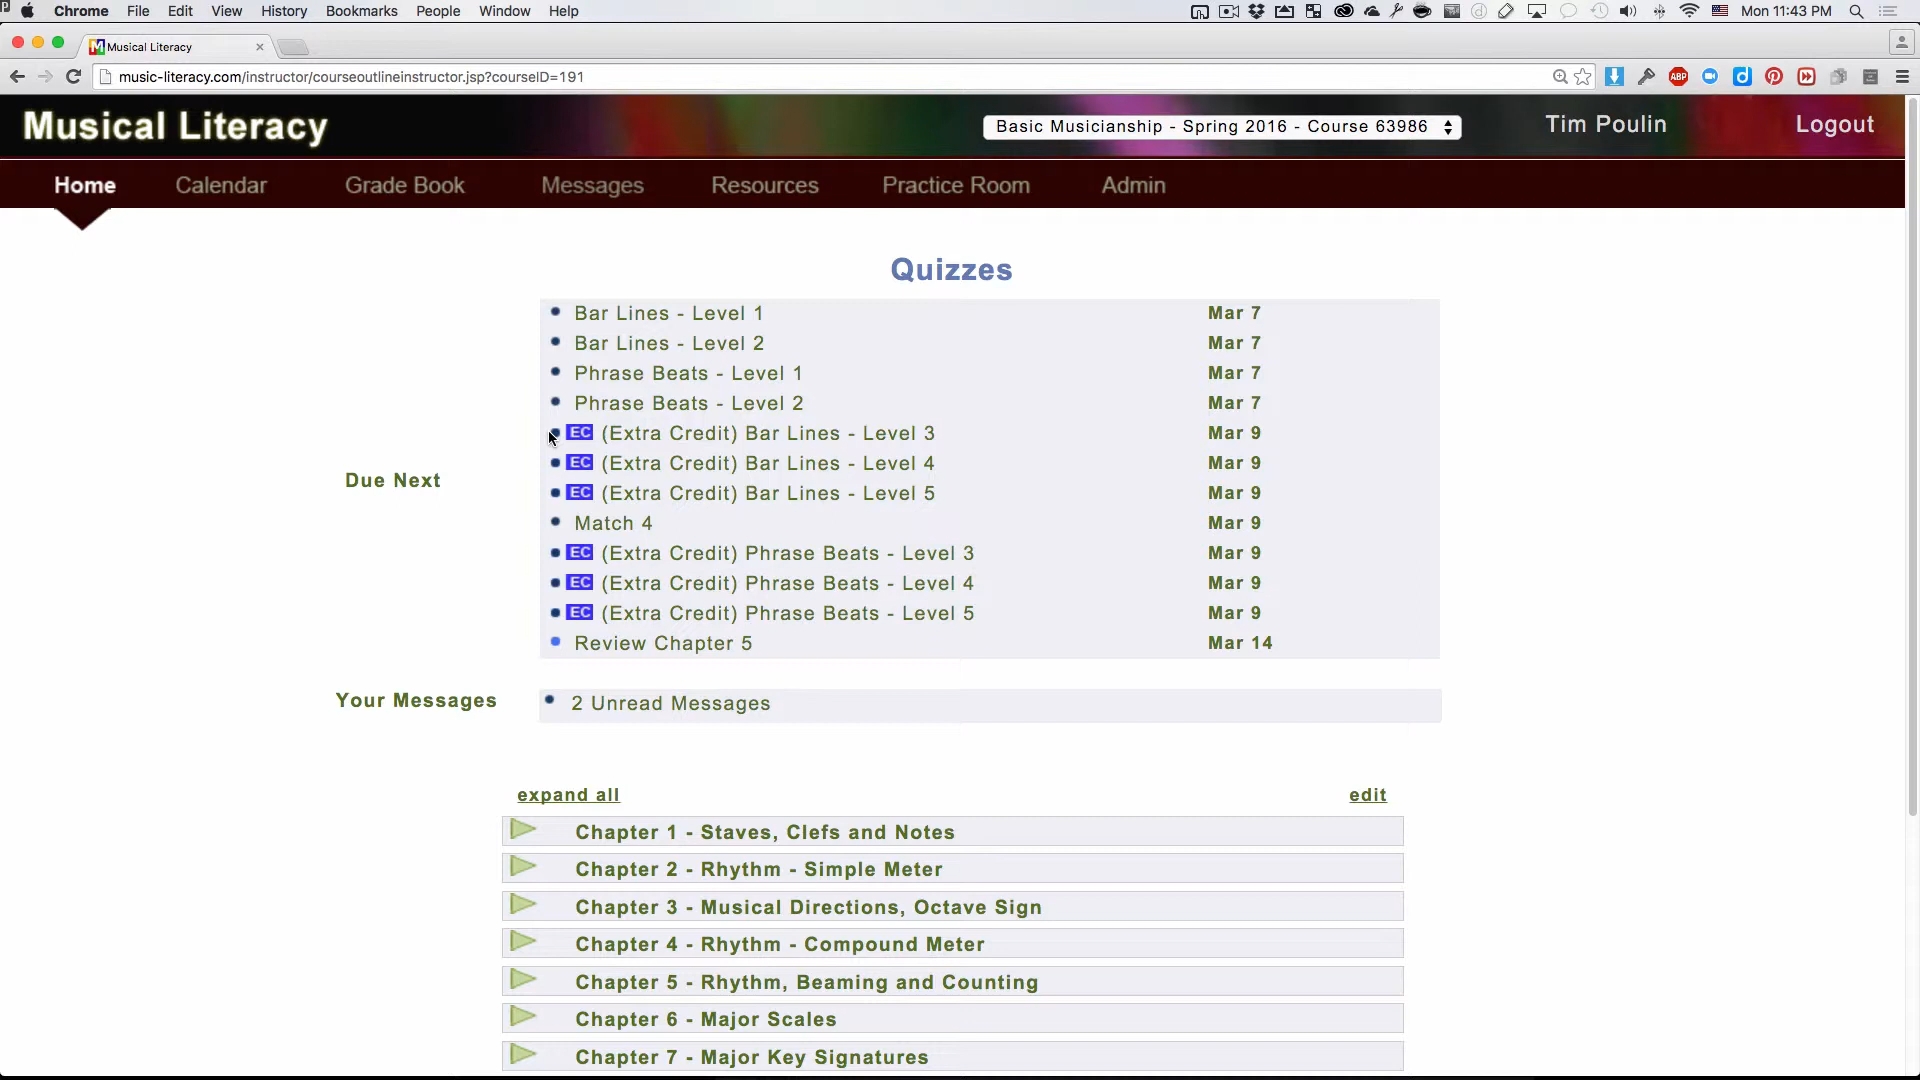 Chrome File Edit View History Bookmarks People Window Help Mon 11:43 PM
Musical Literacy
music-literacy.com/instructor/courseoutlineinstructor.jsp?courseID=191
ABP
Musical Literacy Basic Musicianship - Spring 2016 - Course 63986 Tim Poulin Logout
Home Calendar Grade Book Messages Resources Practice Room Admin
Quizzes
Bar Lines - Level 1 Mar 7
Bar Lines - Level 2 Mar 7
Phrase Beats - Level 1 Mar 7
Phrase Beats - Level 2 Mar 7
EC (Extra Credit) Bar Lines - Level 3 Mar 9
EC (Extra Credit) Bar Lines - Level 4 Mar 9
Due Next
EC (Extra Credit) Bar Lines - Level 5 Mar 9
Match 4 Mar 9
EC (Extra Credit) Phrase Beats - Level 3 Mar 9
EC (Extra Credit) Phrase Beats - Level 4 Mar 9
EC (Extra Credit) Phrase Beats - Level 5 Mar 9
Review Chapter 5 Mar 14
Your Messages 2 Unread Messages
expand all edit
Chapter 1 - Staves, Clefs and Notes
Chapter 2 - Rhythm - Simple Meter
Chapter 3 - Musical Directions, Octave Sign
Chapter 4 - Rhythm - Compound Meter
Chapter 5 - Rhythm, Beaming and Counting
Chapter 6 - Major Scales
Chapter 7 - Major Key Signatures